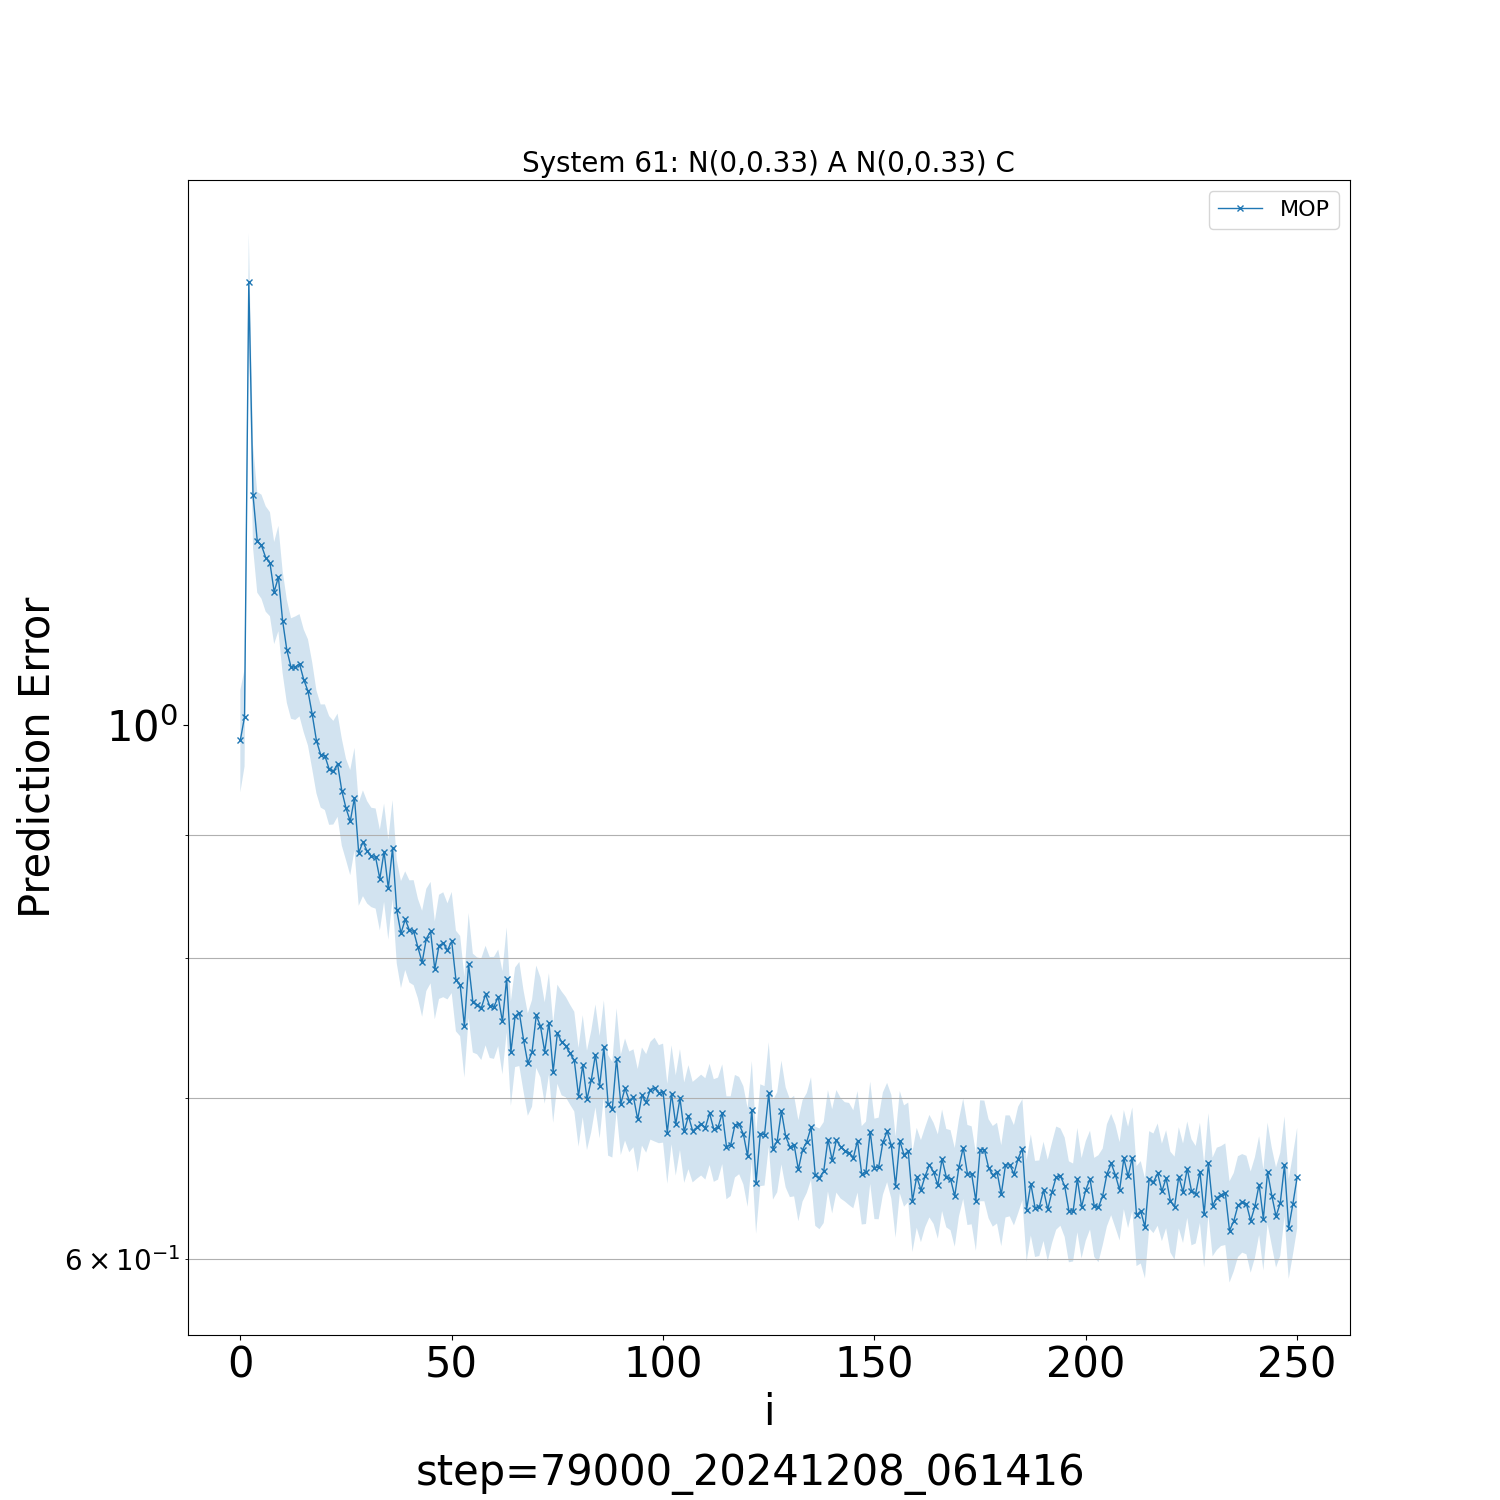 System 61: N(0,0.33) A N(0,0.33) C
MOP
Prediction Error
10⁰
6 × 10⁻¹
0 50 100 150 200 250
i
step=79000_20241208_061416